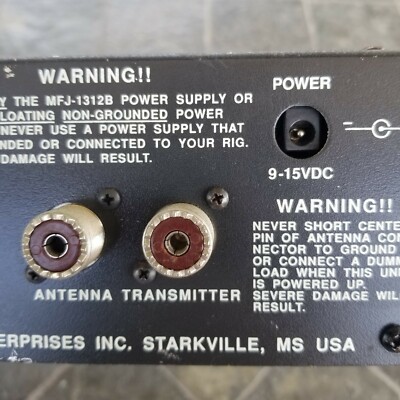 WARNING!!
Y THE MFJ-1312B POWER SUPPLY OR
LOATING NON-GROUNDED POWER
NEVER USE A POWER SUPPLY THAT
NDED OR CONNECTED TO YOUR RIG.
DAMAGE WILL RESULT.
POWER
9-15VDC
WARNING!!
NEVER SHORT CENTE
PIN OF ANTENNA CON
NECTOR TO GROUND
OR CONNECT A DUMM
LOAD WHEN THIS UNI
IS POWERED UP.
SEVERE DAMAGE WIL
RESULT.
ANTENNA TRANSMITTER
ERPRISES INC. STARKVILLE, MS USA